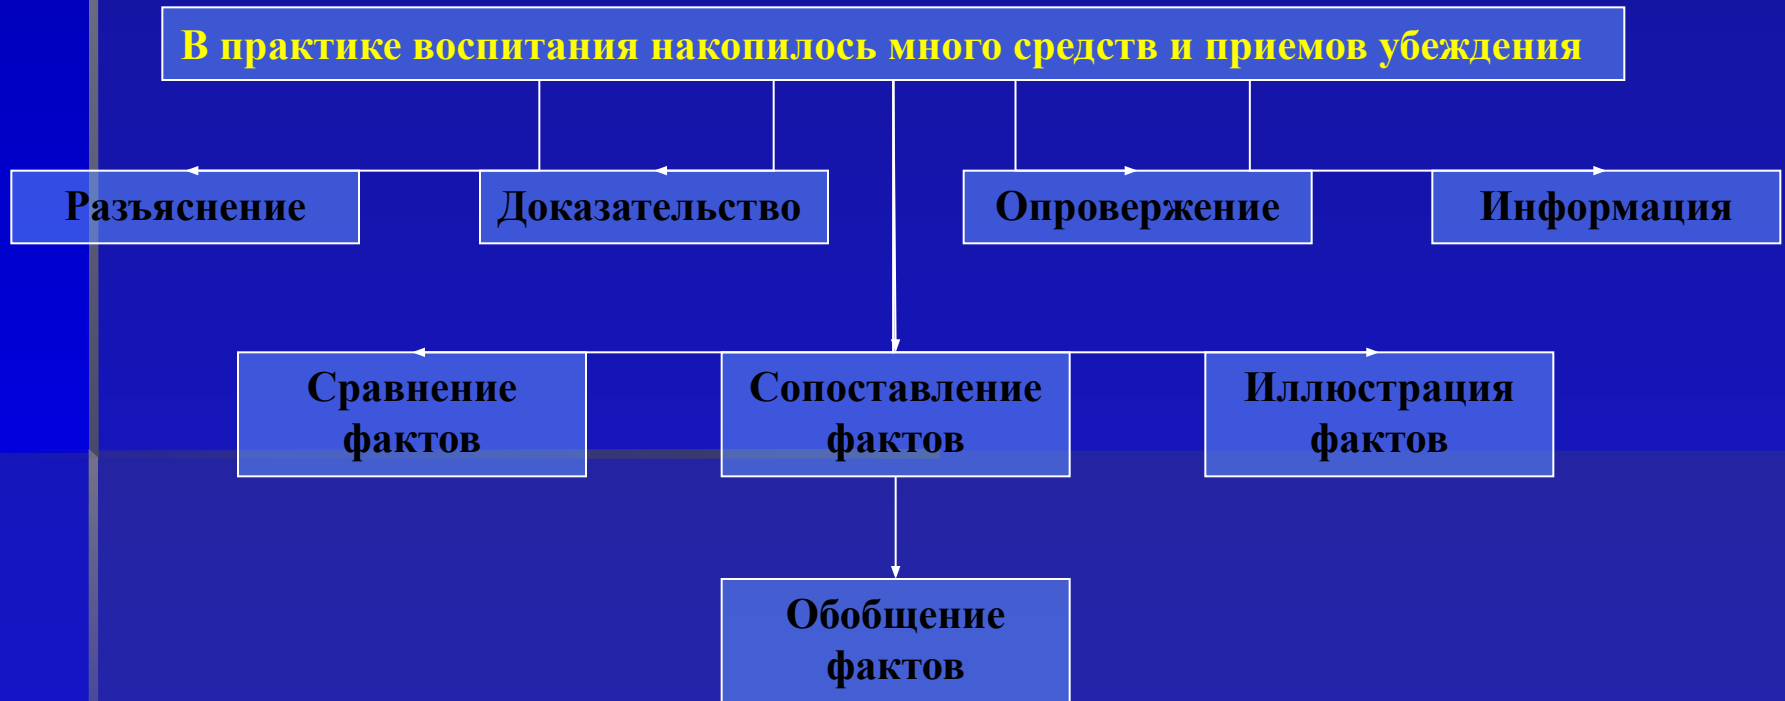 В практике воспитания накопилось много средств и приемов убеждения
Разъяснение
Доказательство
Опровержение
Информация
Сравнение
фактов
Сопоставление
фактов
Иллюстрация
фактов
Обобщение
фактов